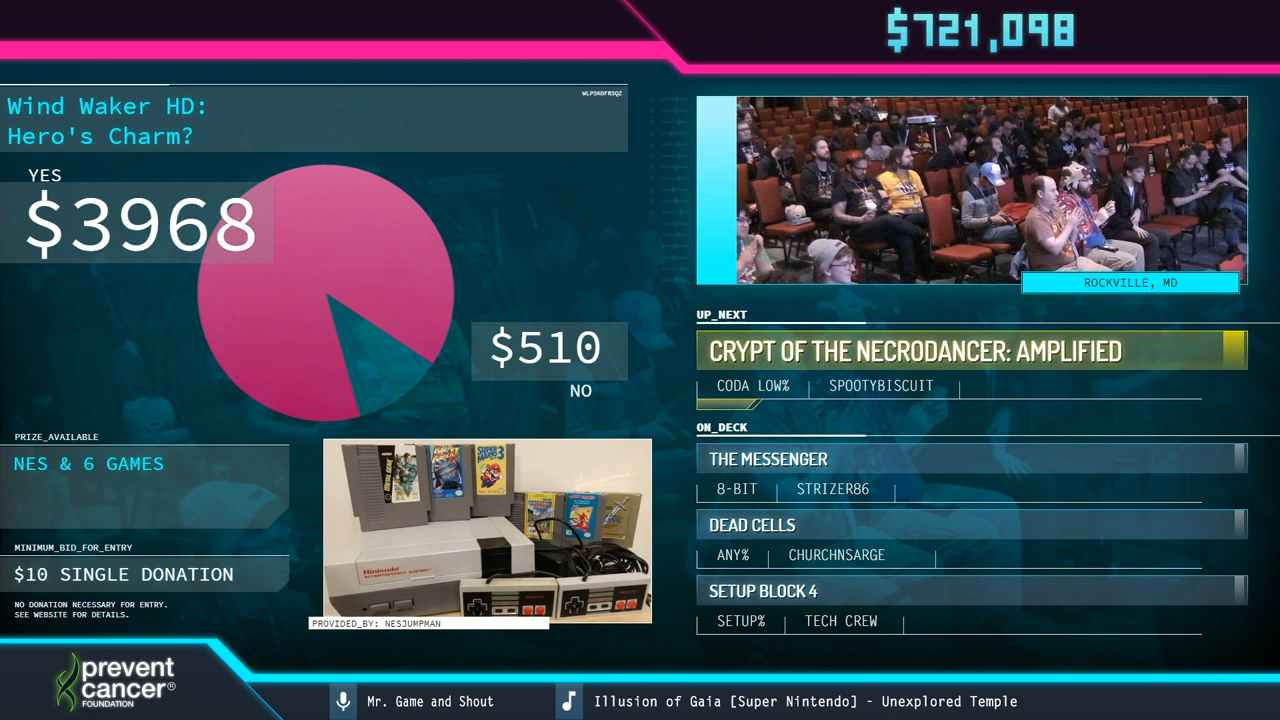 $721,098
Wind Waker HD:
Hero's Charm?
WLP3K6FR3QZ
YES
$3968
$510
NO
PRIZE_AVAILABLE
NES & 6 GAMES
MINIMUM_BID_FOR_ENTRY
$10 SINGLE DONATION
NO DONATION NECESSARY FOR ENTRY.
SEE WEBSITE FOR DETAILS.
Nintendo
PROVIDED_BY: NESJUMPMAN
ROCKVILLE, MD
UP_NEXT
CRYPT OF THE NECRODANCER: AMPLIFIED
CODA LOW% SPOOTYBISCUIT
ON_DECK
THE MESSENGER
8-BIT STRIZER86
DEAD CELLS
ANY% CHURCHNSARGE
SETUP BLOCK 4
SETUP% TECH CREW
prevent
cancer®
FOUNDATION
Mr. Game and Shout
Illusion of Gaia [Super Nintendo] - Unexplored Temple